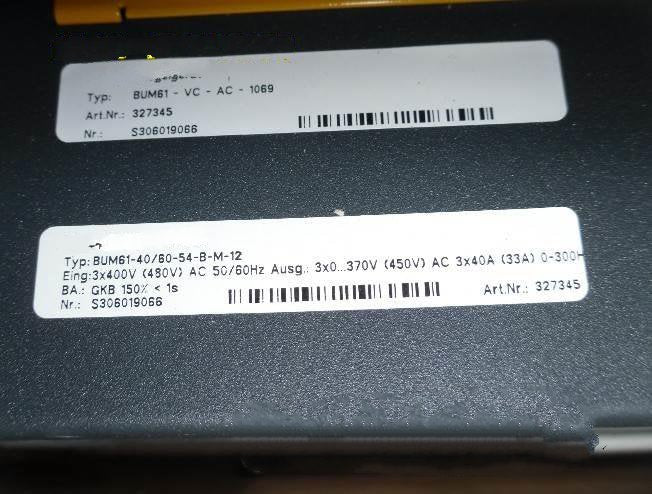 Typ: BUM61 - VC - AC - 1069
Art.Nr.: 327345
Nr.: S306019066
Typ: BUM61-40/60-54-B-M-12
Eing:3x400V (480V) AC 50/60Hz Ausg.: 3x0...370V (450V) AC 3x40A (33A) 0-300H
BA.: GKB 150% < 1s
Nr.: S306019066 Art.Nr.: 327345